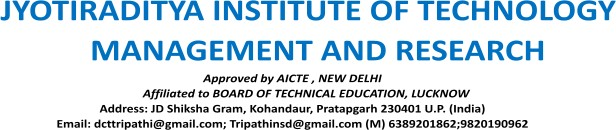 JYOTIRADITYA INSTITUTE OF TECHNOLOGY
MANAGEMENT AND RESEARCH
Approved by AICTE , NEW DELHI
Affiliated to BOARD OF TECHNICAL EDUCATION, LUCKNOW
Address: JD Shiksha Gram, Kohandaur, Pratapgarh 230401 U.P. (India)
Email: dcttripathi@gmail.com; Tripathinsd@gmail.com (M) 6389201862;9820190962